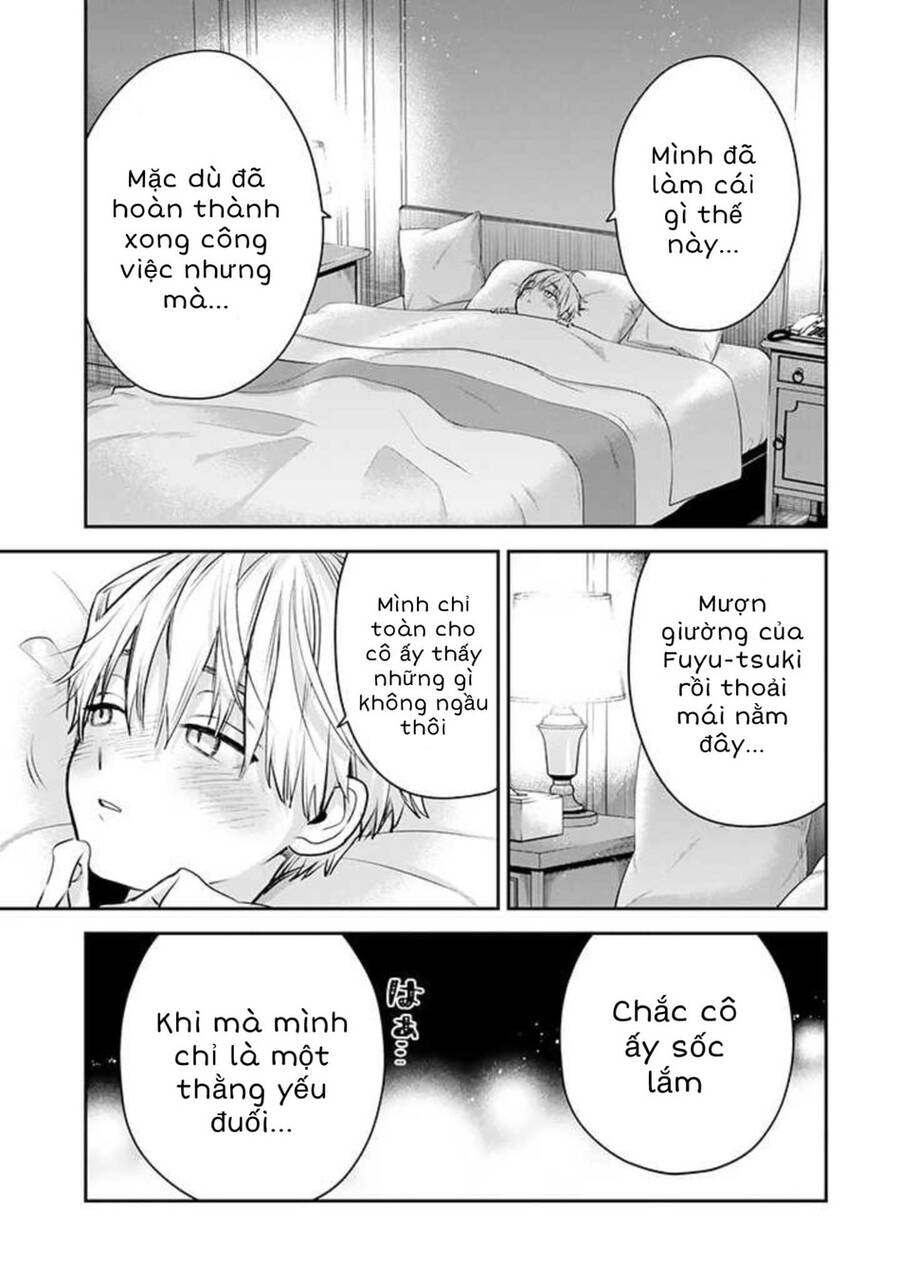 Mình đã
làm cái
gì thế
này...
Mặc dù đã
hoàn thành
xong công
việc nhưng
mà...
Mượn
giường của
Fuyu-tsuki
rồi thoải
mái nằm
đây...
Mình chỉ
toàn cho
cô ấy thấy
những gì
không ngầu
thôi
Chắc cô
ấy sốc
lắm
はぁ…
Khi mà mình
chỉ là một
thằng yếu
đuối...